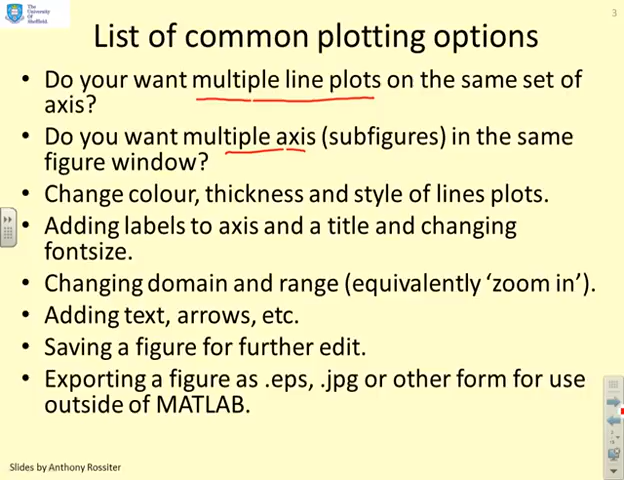 The
University
Of
Sheffield.
3
List of common plotting options
• Do your want multiple line plots on the same set of
axis?
• Do you want multiple axis (subfigures) in the same
figure window?
• Change colour, thickness and style of lines plots.
• Adding labels to axis and a title and changing
fontsize.
• Changing domain and range (equivalently ‘zoom in’).
• Adding text, arrows, etc.
• Saving a figure for further edit.
• Exporting a figure as .eps, .jpg or other form for use
outside of MATLAB.
Slides by Anthony Rossiter